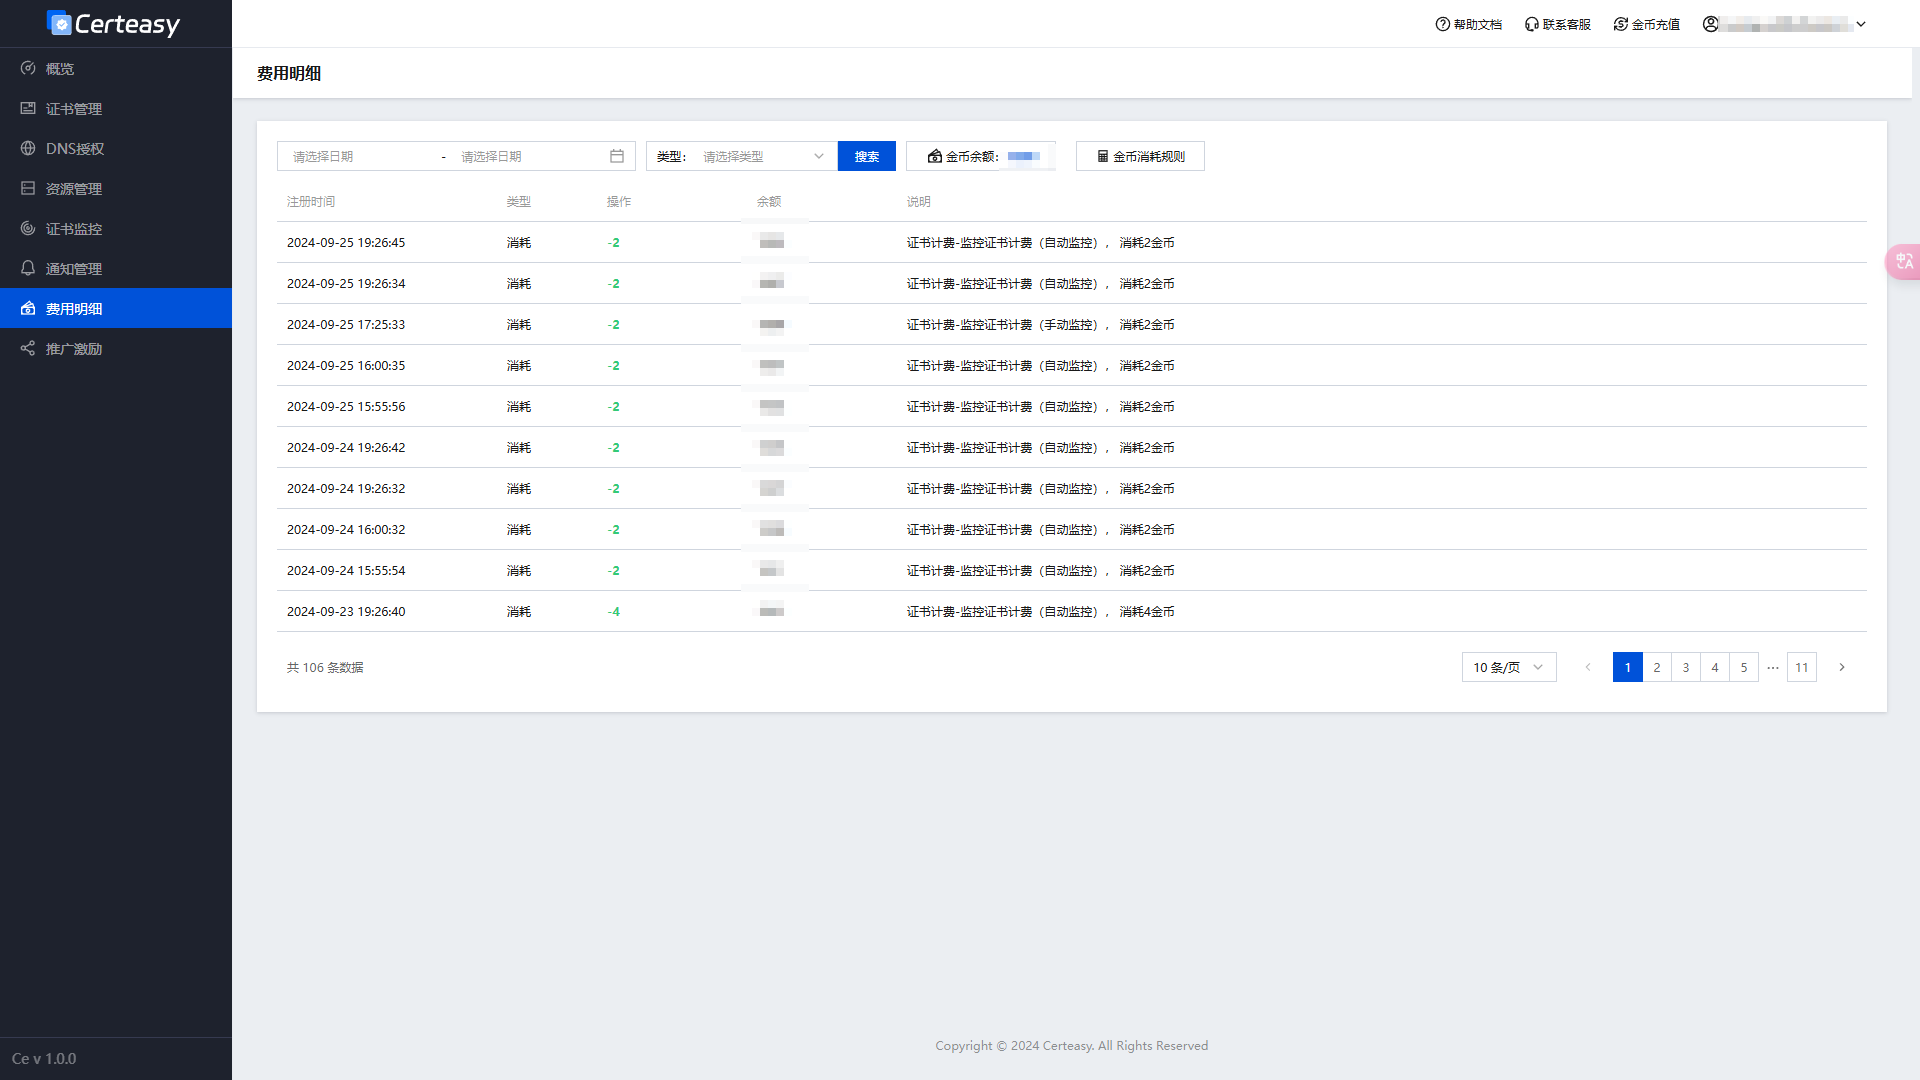 Certeasy
帮助文档 联系客服 金币充值
概览
证书管理
DNS授权
资源管理
证书监控
通知管理
费用明细
推广激励
Ce v 1.0.0
费用明细
请选择日期 - 请选择日期 类型： 请选择类型 搜索 金币余额： 金币消耗规则
注册时间 类型 操作 余额 说明
2024-09-25 19:26:45 消耗 -2 证书计费-监控证书计费（自动监控）， 消耗2金币
2024-09-25 19:26:34 消耗 -2 证书计费-监控证书计费（自动监控）， 消耗2金币
2024-09-25 17:25:33 消耗 -2 证书计费-监控证书计费（手动监控）， 消耗2金币
2024-09-25 16:00:35 消耗 -2 证书计费-监控证书计费（自动监控）， 消耗2金币
2024-09-25 15:55:56 消耗 -2 证书计费-监控证书计费（自动监控）， 消耗2金币
2024-09-24 19:26:42 消耗 -2 证书计费-监控证书计费（自动监控）， 消耗2金币
2024-09-24 19:26:32 消耗 -2 证书计费-监控证书计费（自动监控）， 消耗2金币
2024-09-24 16:00:32 消耗 -2 证书计费-监控证书计费（自动监控）， 消耗2金币
2024-09-24 15:55:54 消耗 -2 证书计费-监控证书计费（自动监控）， 消耗2金币
2024-09-23 19:26:40 消耗 -4 证书计费-监控证书计费（自动监控）， 消耗4金币
共 106 条数据 10 条/页 1 2 3 4 5 ··· 11
Copyright © 2024 Certeasy. All Rights Reserved